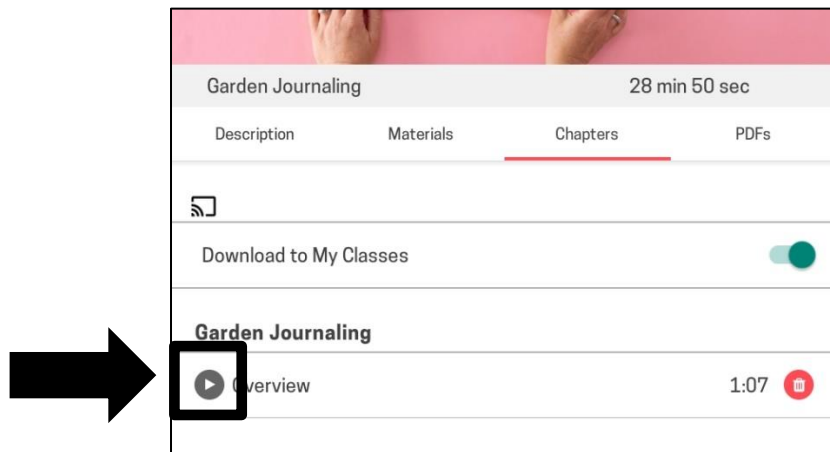 Garden Journaling 28 min 50 sec
Description Materials Chapters PDFs
Download to My Classes
Garden Journaling
Overview 1:07